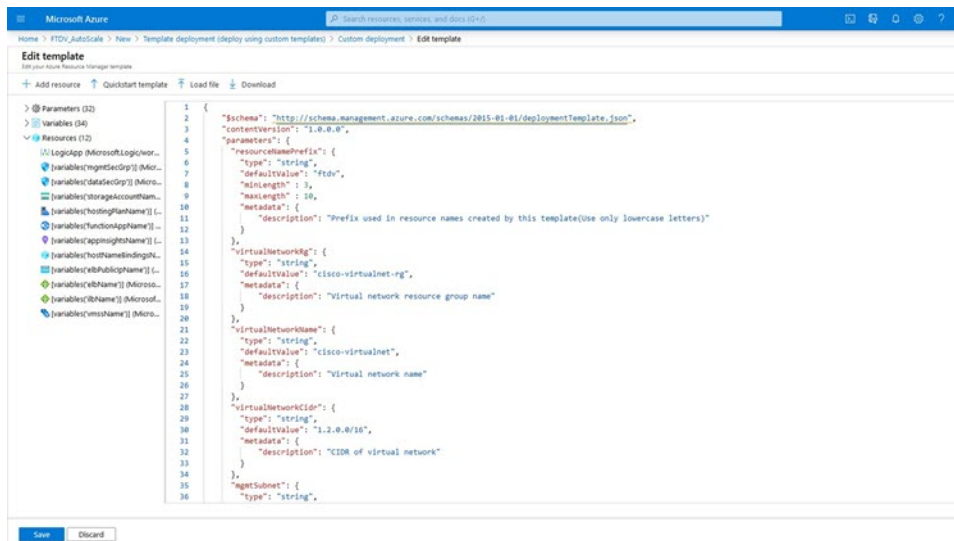 Microsoft Azure
Search resources, services, and docs (G+/)
Home > FTDV_AutoScale > New > Template deployment (deploy using custom templates) > Custom deployment > Edit template
Edit template
Edit your Azure Resource Manager template
+ Add resource ↑ Quickstart template Load file Download
Parameters (32)
Variables (34)
Resources (12)
LogicApp (Microsoft.Logic/wor...
[variables('mgmtSecGrp')] (Micr...
[variables('dataSecGrp')] (Micro...
[variables('storageAccountNam...
[variables('hostingPlanName')] (...
[variables('functionAppName')] ...
[variables('appInsightsName')] (...
[variables('hostNameBindingsN...
[variables('elbPublicIpName')] (...
[variables('elbName')] (Microso...
[variables('ilbName')] (Microsof...
[variables('vmssName')] (Micro...
1 {
2 "$schema": "http://schema.management.azure.com/schemas/2015-01-01/deploymentTemplate.json",
3 "contentVersion": "1.0.0.0",
4 "parameters": {
5 "resourceNamePrefix": {
6 "type": "string",
7 "defaultValue": "ftdv",
8 "minLength" : 3,
9 "maxLength" : 10,
10 "metadata": {
11 "description": "Prefix used in resource names created by this template(Use only lowercase letters)"
12 }
13 },
14 "virtualNetworkRg": {
15 "type": "string",
16 "defaultValue": "cisco-virtualnet-rg",
17 "metadata": {
18 "description": "Virtual network resource group name"
19 }
20 },
21 "virtualNetworkName": {
22 "type": "string",
23 "defaultValue": "cisco-virtualnet",
24 "metadata": {
25 "description": "Virtual network name"
26 }
27 },
28 "virtualNetworkCidr": {
29 "type": "string",
30 "defaultValue": "1.2.0.0/16",
31 "metadata": {
32 "description": "CIDR of virtual network"
33 }
34 },
35 "mgmtSubnet": {
36 "type": "string",
Save Discard